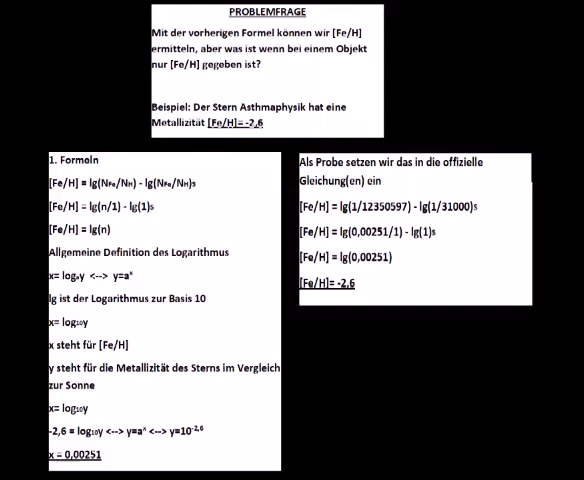 PROBLEMFRAGE
Mit der vorherigen Formel können wir [Fe/H]
ermitteln, aber was ist wenn bei einem Objekt
nur [Fe/H] gegeben ist?
Beispiel: Der Stern Asthmaphysik hat eine
Metallizität [Fe/H]= -2,6
1. Formeln
[Fe/H] = lg(NFe/NH) - lg(NFe/NH)s
[Fe/H] = lg(n/1) - lg(1)s
[Fe/H] = lg(n)
Allgemeine Definition des Logarithmus
x= logay <--> y=aˣ
lg ist der Logarithmus zur Basis 10
x= log₁₀y
x steht für [Fe/H]
y steht für die Metallizität des Sterns im Vergleich
zur Sonne
x= log₁₀y
-2,6 = log₁₀y <--> y=aˣ <--> y=10⁻²,⁶
x = 0,00251
Als Probe setzen wir das in die offizielle
Gleichung(en) ein
[Fe/H] = lg(1/12350597) - lg(1/31000)s
[Fe/H] = lg(0,00251/1) - lg(1)s
[Fe/H] = lg(0,00251)
[Fe/H]= -2,6